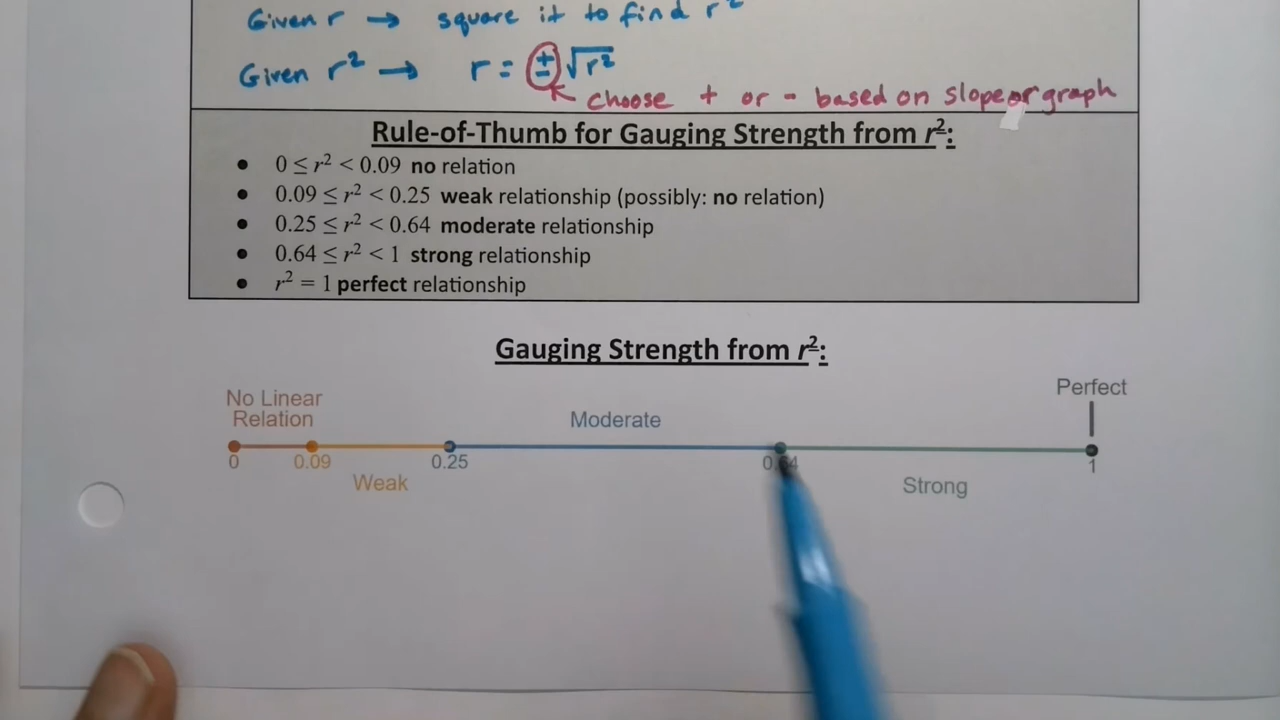 Given r → square it to find r²
Given r² → r = ±√r²
choose + or - based on slope or graph
Rule-of-Thumb for Gauging Strength from r²:
• 0 ≤ r² < 0.09 no relation
• 0.09 ≤ r² < 0.25 weak relationship (possibly: no relation)
• 0.25 ≤ r² < 0.64 moderate relationship
• 0.64 ≤ r² < 1 strong relationship
• r² = 1 perfect relationship
Gauging Strength from r²:
Perfect
No Linear
Relation
Moderate
0 0.09 0.25 0.64 1
Weak Strong